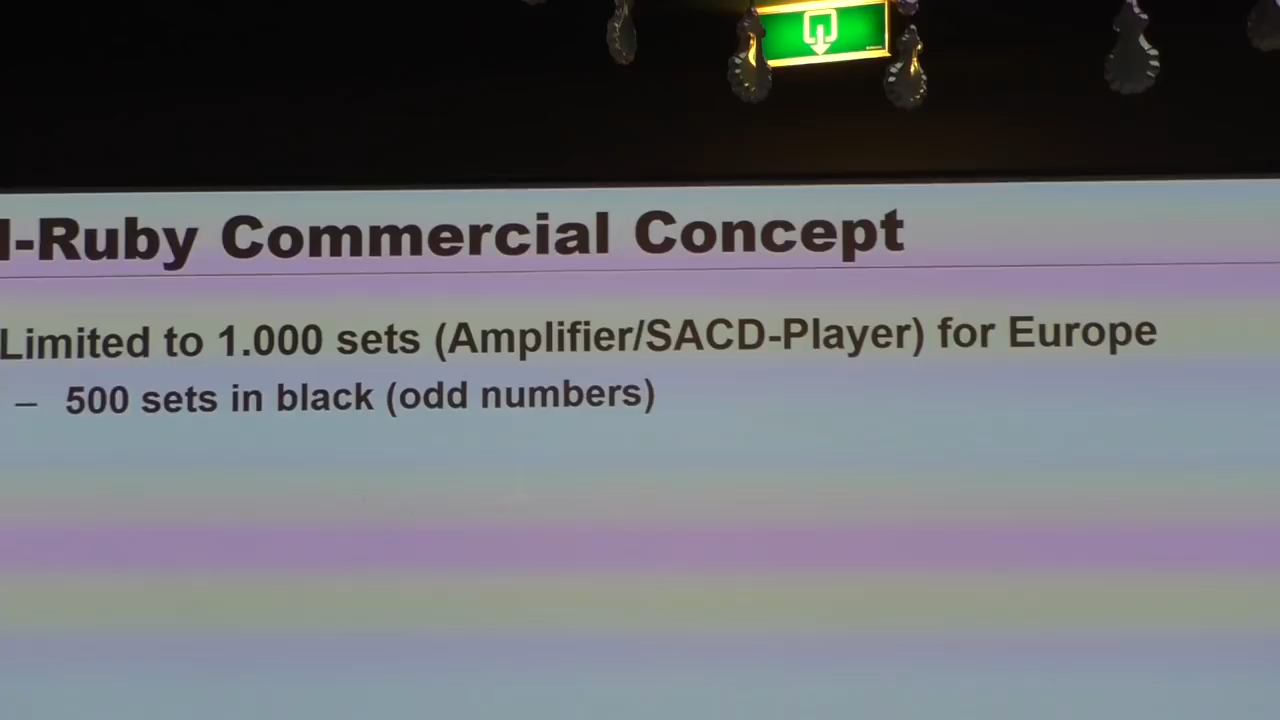 I-Ruby Commercial Concept
Limited to 1.000 sets (Amplifier/SACD-Player) for Europe
– 500 sets in black (odd numbers)